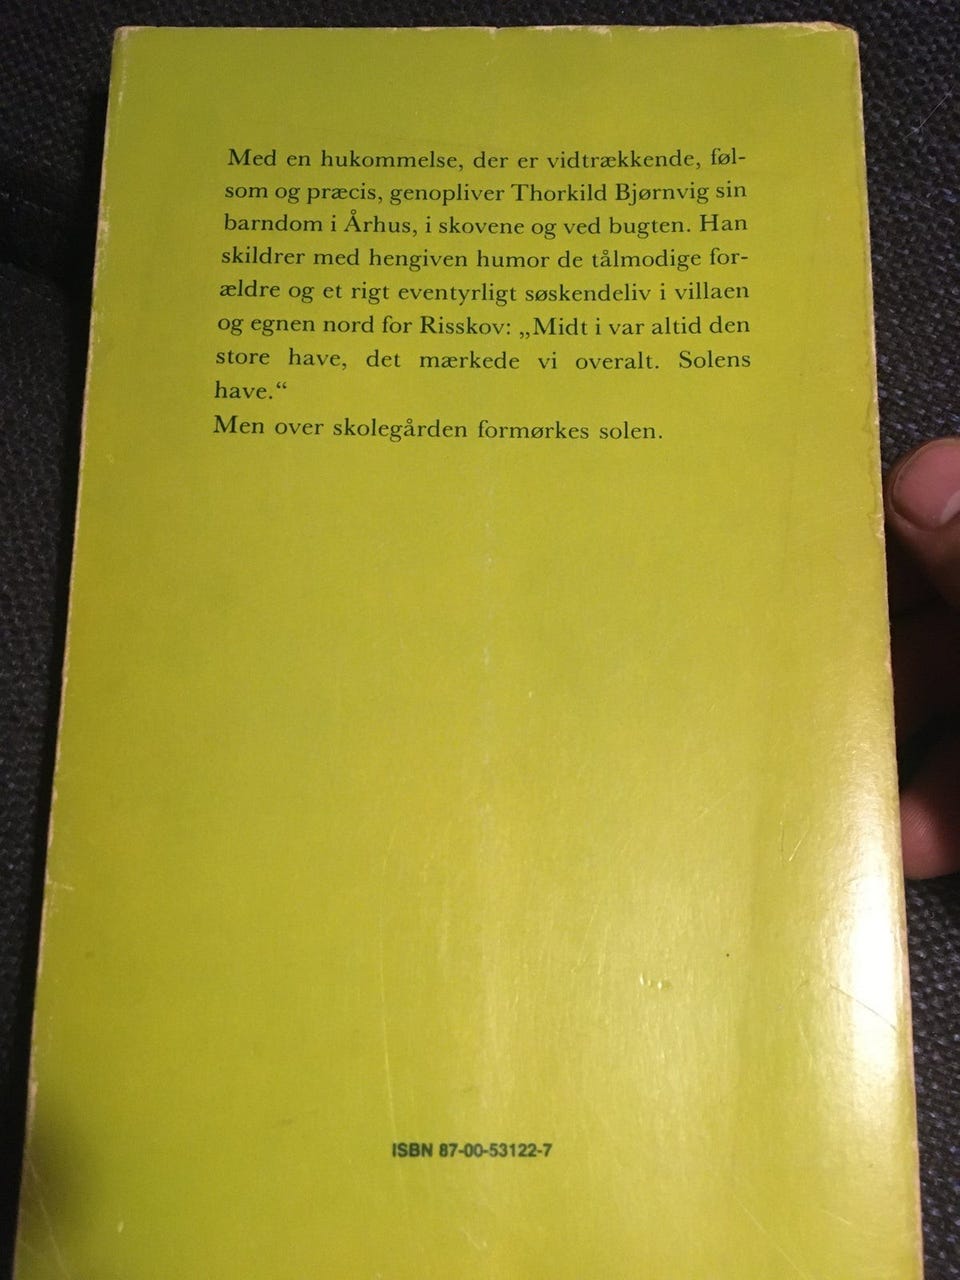 Med en hukommelse, der er vidtrækkende, føl-
som og præcis, genopliver Thorkild Bjørnvig sin
barndom i Århus, i skovene og ved bugten. Han
skildrer med hengiven humor de tålmodige for-
ældre og et rigt eventyrligt søskendeliv i villaen
og egnen nord for Risskov: „Midt i var altid den
store have, det mærkede vi overalt. Solens
have.“
Men over skolegården formørkes solen.
ISBN 87-00-53122-7